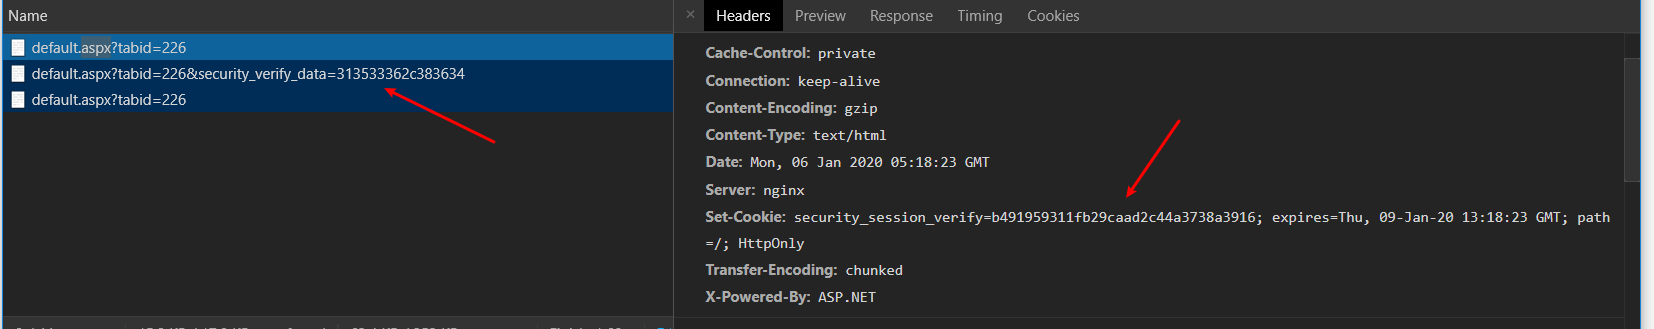 Name
× Headers Preview Response Timing Cookies
default.aspx?tabid=226
default.aspx?tabid=226&security_verify_data=313533362c383634
default.aspx?tabid=226
Cache-Control: private
Connection: keep-alive
Content-Encoding: gzip
Content-Type: text/html
Date: Mon, 06 Jan 2020 05:18:23 GMT
Server: nginx
Set-Cookie: security_session_verify=b491959311fb29caad2c44a3738a3916; expires=Thu, 09-Jan-20 13:18:23 GMT; path
=/; HttpOnly
Transfer-Encoding: chunked
X-Powered-By: ASP.NET